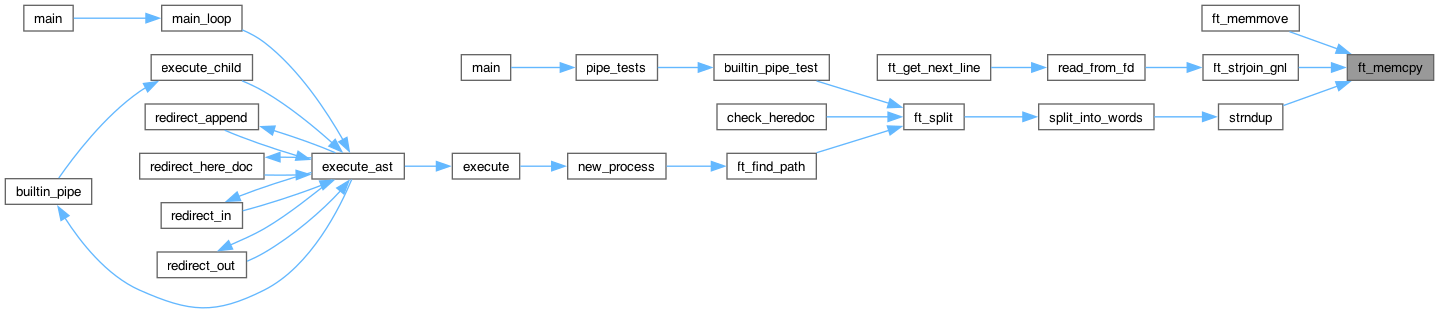 main
main_loop
execute_child
redirect_append
redirect_here_doc
builtin_pipe
redirect_in
redirect_out
execute_ast
execute
main
pipe_tests
builtin_pipe_test
new_process
check_heredoc
ft_find_path
ft_get_next_line
ft_split
read_from_fd
split_into_words
ft_memmove
ft_strjoin_gnl
strndup
ft_memcpy